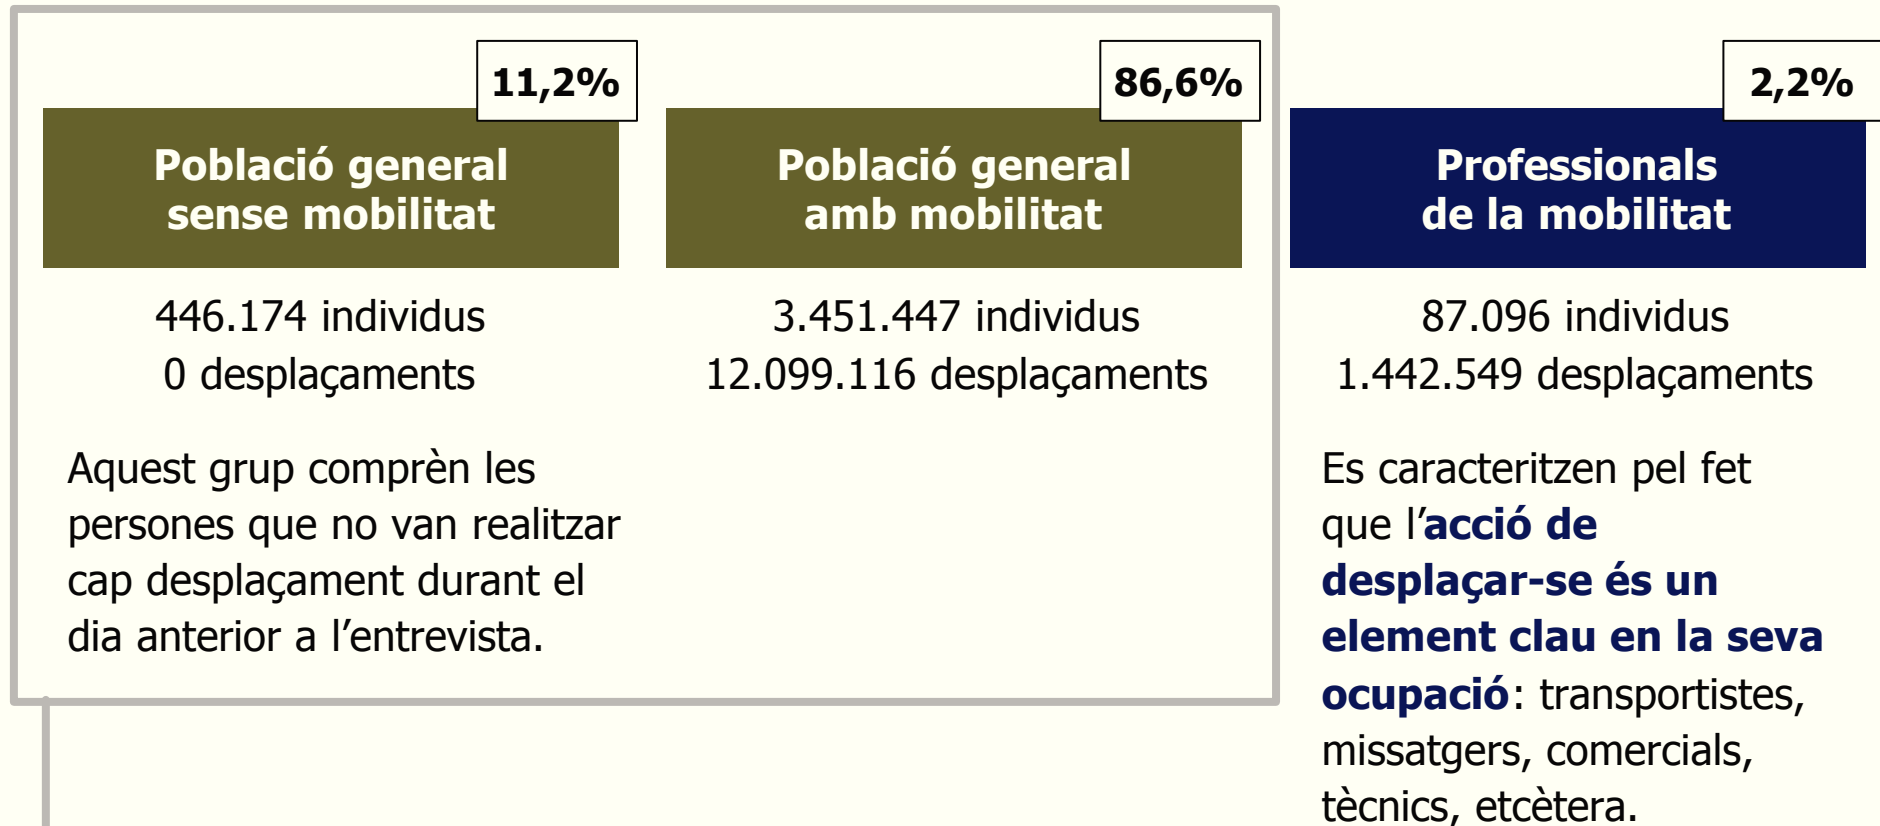 11,2%
Població general
sense mobilitat
446.174 individus
0 desplaçaments
Aquest grup comprèn les
persones que no van realitzar
cap desplaçament durant el
dia anterior a l’entrevista.
86,6%
Població general
amb mobilitat
3.451.447 individus
12.099.116 desplaçaments
2,2%
Professionals
de la mobilitat
87.096 individus
1.442.549 desplaçaments
Es caracteritzen pel fet
que l’acció de
desplaçar-se és un
element clau en la seva
ocupació: transportistes,
missatgers, comercials,
tècnics, etcètera.